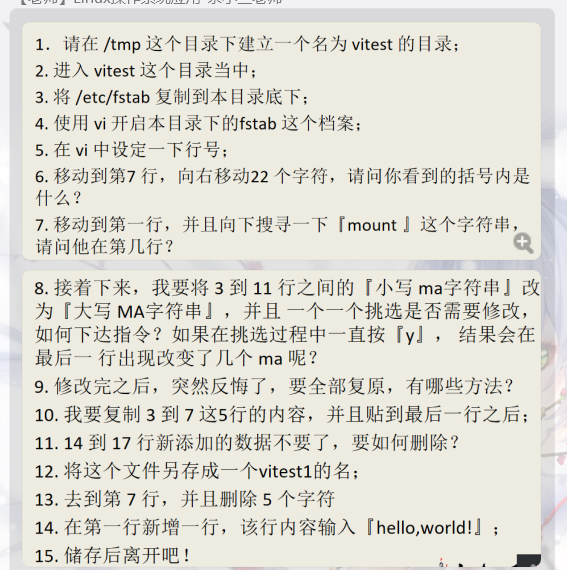 【老师】Linux操作系统应用-
1. 请在 /tmp 这个目录下建立一个名为 vitest 的目录；
2. 进入 vitest 这个目录当中；
3. 将 /etc/fstab 复制到本目录底下；
4. 使用 vi 开启本目录下的fstab 这个档案；
5. 在 vi 中设定一下行号；
6. 移动到第7 行，向右移动22 个字符，请问你看到的括号内是
什么？
7. 移动到第一行，并且向下搜寻一下『mount 』这个字符串，
请问他在第几行？
8. 接着下来，我要将 3 到 11 行之间的『小写 ma字符串』改
为『大写 MA字符串』，并且 一个一个挑选是否需要修改，
如何下达指令？如果在挑选过程中一直按『y』， 结果会在
最后一 行出现改变了几个 ma 呢？
9. 修改完之后，突然反悔了，要全部复原，有哪些方法？
10. 我要复制 3 到 7 这5行的内容，并且贴到最后一行之后；
11. 14 到 17 行新添加的数据不要了，要如何删除？
12. 将这个文件另存成一个vitest1的名；
13. 去到第 7 行，并且删除 5 个字符
14. 在第一行新增一行，该行内容输入『hello,world!』；
15. 储存后离开吧！